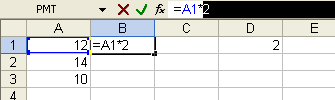 PMT fx =A1*2
A B C D E
1 12 =A1*2 2
2 14
3 10
4